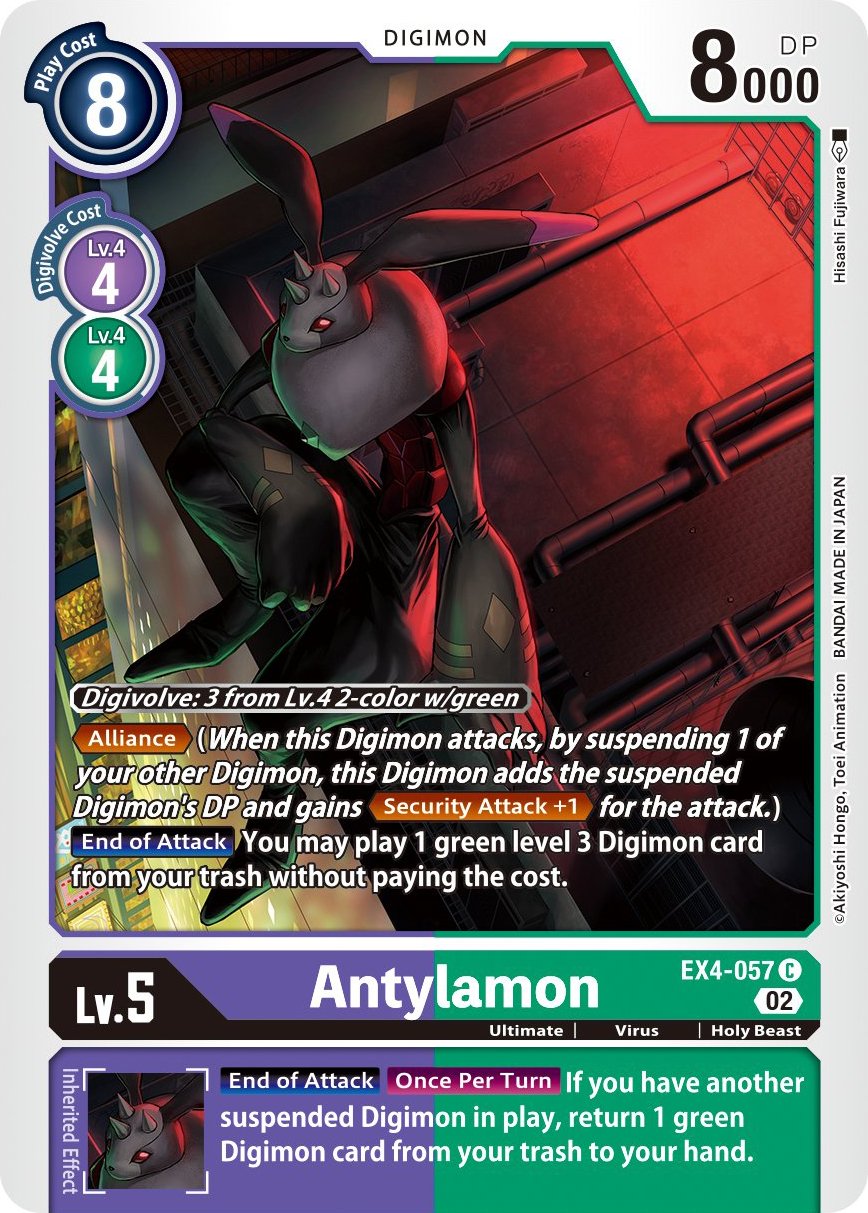 DIGIMON
Play Cost
8
DP
8000
Digivolve Cost
Lv.4
4
Lv.4
4
Hisashi Fujiwara
©Akiyoshi Hongo, Toei Animation BANDAI MADE IN JAPAN
Digivolve: 3 from Lv.4 2-color w/green
Alliance (When this Digimon attacks, by suspending 1 of
your other Digimon, this Digimon adds the suspended
Digimon's DP and gains Security Attack +1 for the attack.)
End of Attack You may play 1 green level 3 Digimon card
from your trash without paying the cost.
Lv.5
Antylamon
EX4-057 C
02
Ultimate | Virus | Holy Beast
Inherited Effect
End of Attack Once Per Turn If you have another
suspended Digimon in play, return 1 green
Digimon card from your trash to your hand.